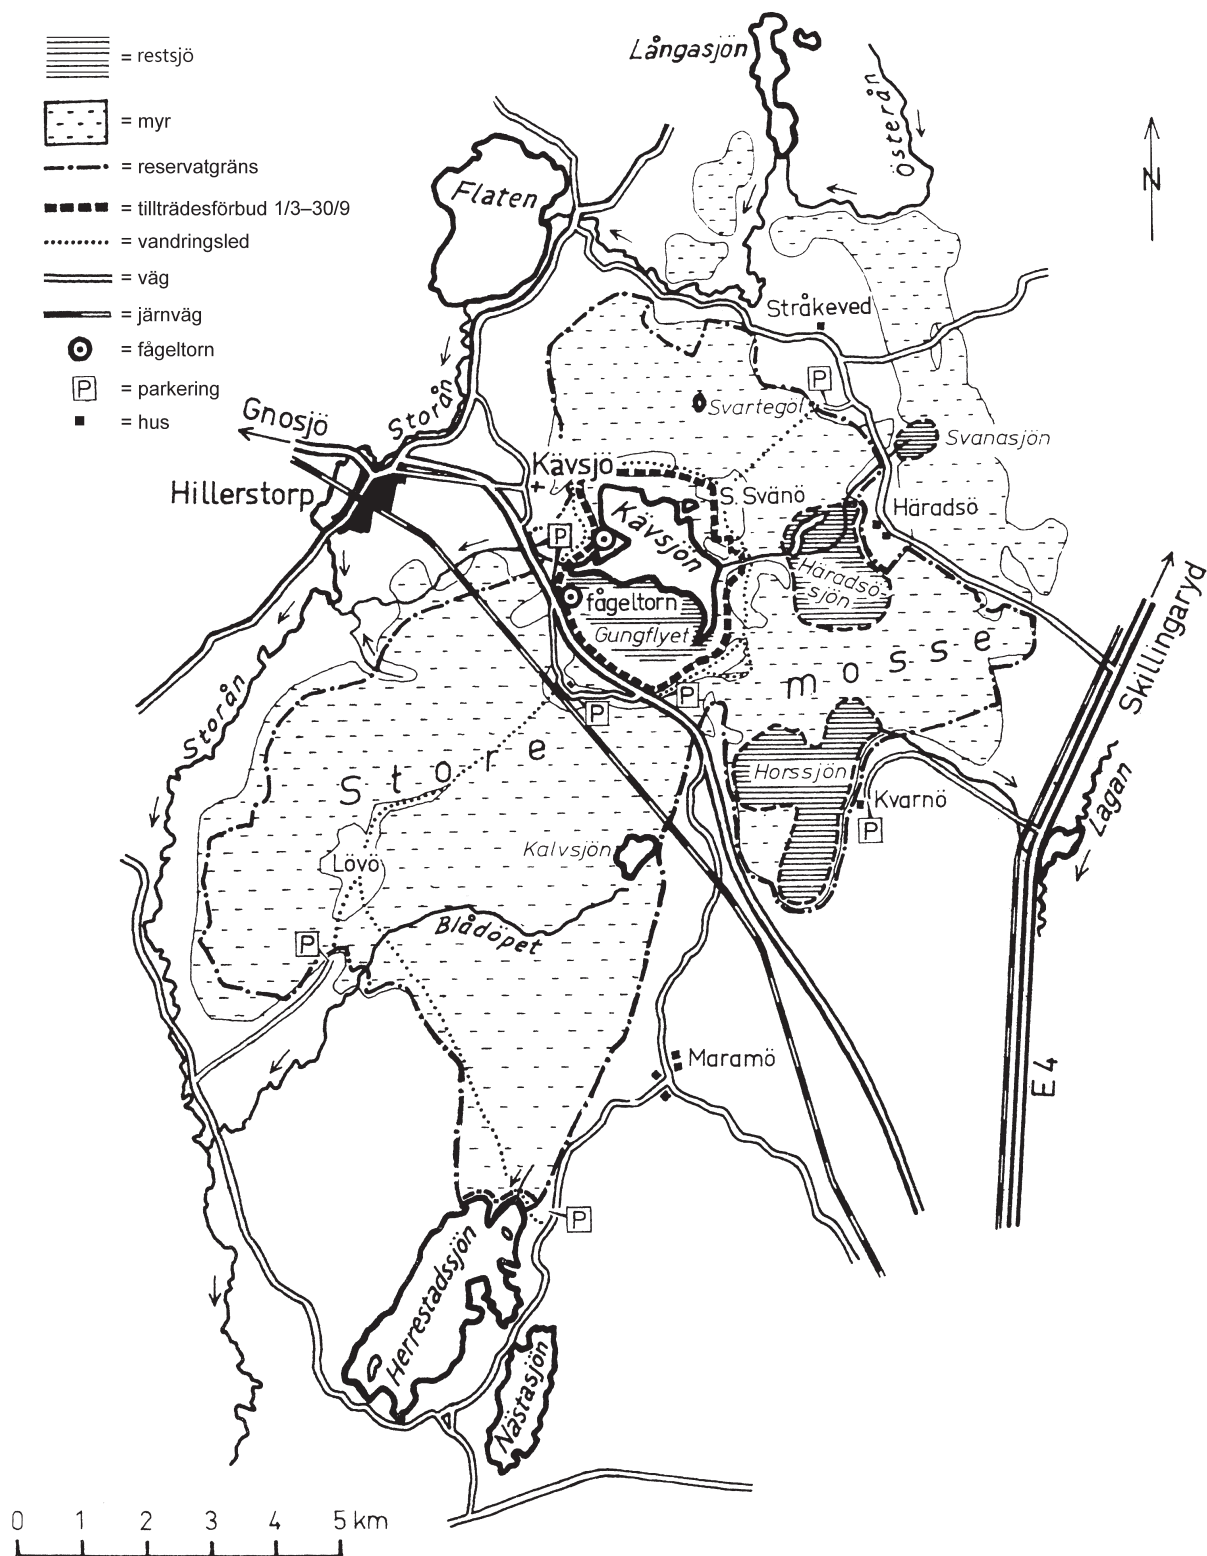 = restsjö
= myr
= reservatgräns
= tillträdesförbud 1/3–30/9
= vandringsled
= väg
= järnväg
= fågeltorn
P = parkering
= hus
Långasjön
Österån
N
Flaten
Stråkeved
P
Svartegöl
Svanasjön
Gnosjö
Storån
Kävsjö
Hillerstorp
S. Svänö
Häradsö
Kävsjön
P
Häradsö-
sjön
fågeltorn
Gungflyet
mosse
Skillingaryd
Storån
P
P
Store
Horssjön
Kvarnö
P
Lagan
Kalvsjön
Lövö
Blådöpet
P
Maramö
E4
P
Herrestadssjön
Nästasjön
0 1 2 3 4 5 km